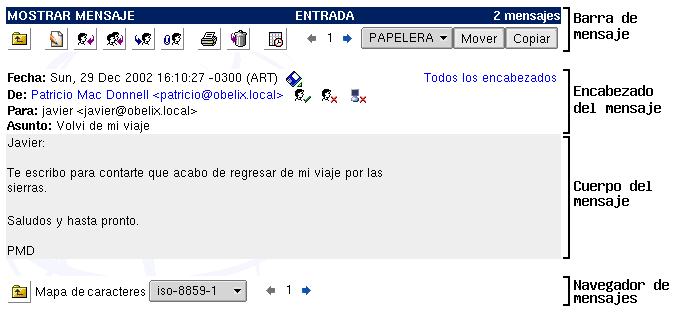 MOSTRAR MENSAJE ENTRADA 2 mensajes
1 PAPELERA Mover Copiar
Barra de
mensaje
Fecha: Sun, 29 Dec 2002 16:10:27 -0300 (ART) Todos los encabezados
De: Patricio Mac Donnell <patricio@obelix.local>
Para: javier <javier@obelix.local>
Asunto: Volvi de mi viaje
Encabezado
del mensaje
Javier:
Te escribo para contarte que acabo de regresar de mi viaje por las
sierras.
Saludos y hasta pronto.
PMD
Cuerpo del
mensaje
Mapa de caracteres iso-8859-1 1
Navegador de
mensajes